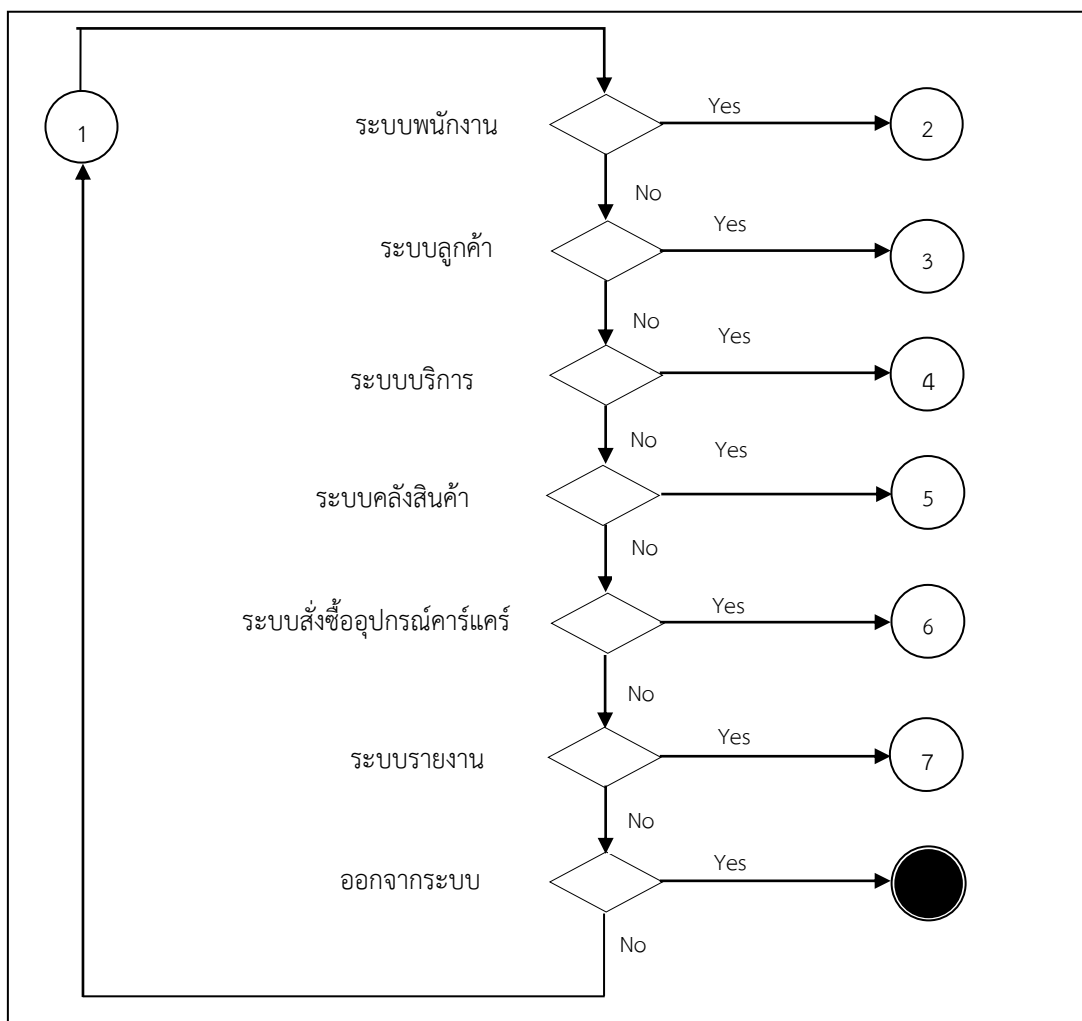 1
ระบบพนักงาน
Yes
2
No
ระบบลูกค้า
Yes
3
No
ระบบบริการ
Yes
4
No
ระบบคลังสินค้า
Yes
5
No
ระบบสั่งซื้ออุปกรณ์คาร์แคร์
Yes
6
No
ระบบรายงาน
Yes
7
No
ออกจากระบบ
Yes
No